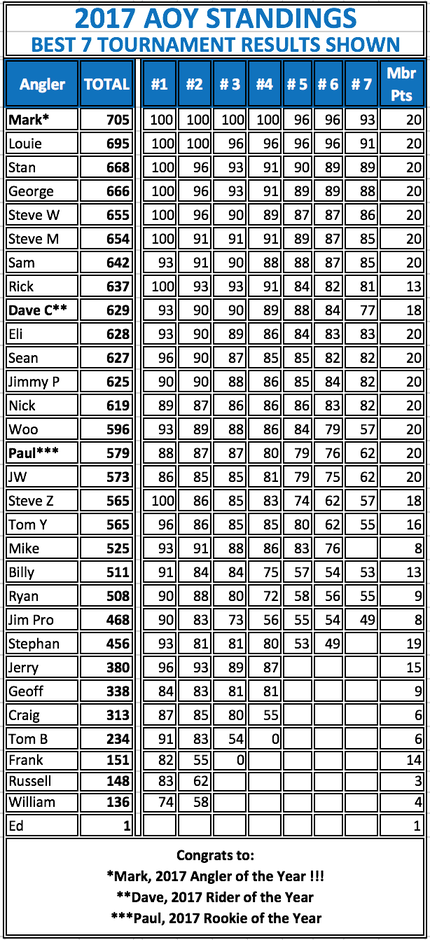 2017 AOY STANDINGS
BEST 7 TOURNAMENT RESULTS SHOWN
Angler TOTAL #1 #2 # 3 #4 # 5 # 6 # 7 Mbr Pts
Mark* 705 100 100 100 100 96 96 93 20
Louie 695 100 100 96 96 96 96 91 20
Stan 668 100 96 93 91 90 89 89 20
George 666 100 96 93 91 89 89 88 20
Steve W 655 100 96 90 89 87 87 86 20
Steve M 654 100 91 91 91 89 87 85 20
Sam 642 93 91 90 88 88 87 85 20
Rick 637 100 93 93 91 84 82 81 13
Dave C** 629 93 90 90 89 88 84 77 18
Eli 628 93 90 89 86 84 83 83 20
Sean 627 96 90 87 85 85 82 82 20
Jimmy P 625 90 90 88 86 85 84 82 20
Nick 619 89 87 86 86 86 83 82 20
Woo 596 93 89 88 86 84 79 57 20
Paul*** 579 88 87 87 80 79 76 62 20
JW 573 86 85 85 81 79 75 62 20
Steve Z 565 100 86 85 83 74 62 57 18
Tom Y 565 96 86 85 85 80 62 55 16
Mike 525 93 91 88 86 83 76 8
Billy 511 91 84 84 75 57 54 53 13
Ryan 508 90 88 80 72 58 56 55 9
Jim Pro 468 90 83 73 56 55 54 49 8
Stephan 456 93 81 81 80 53 49 19
Jerry 380 96 93 89 87 15
Geoff 338 84 83 81 81 9
Craig 313 87 85 80 55 6
Tom B 234 91 83 54 0 6
Frank 151 82 55 0 14
Russell 148 83 62 3
William 136 74 58 4
Ed 1 1
Congrats to:
*Mark, 2017 Angler of the Year !!!
**Dave, 2017 Rider of the Year
***Paul, 2017 Rookie of the Year